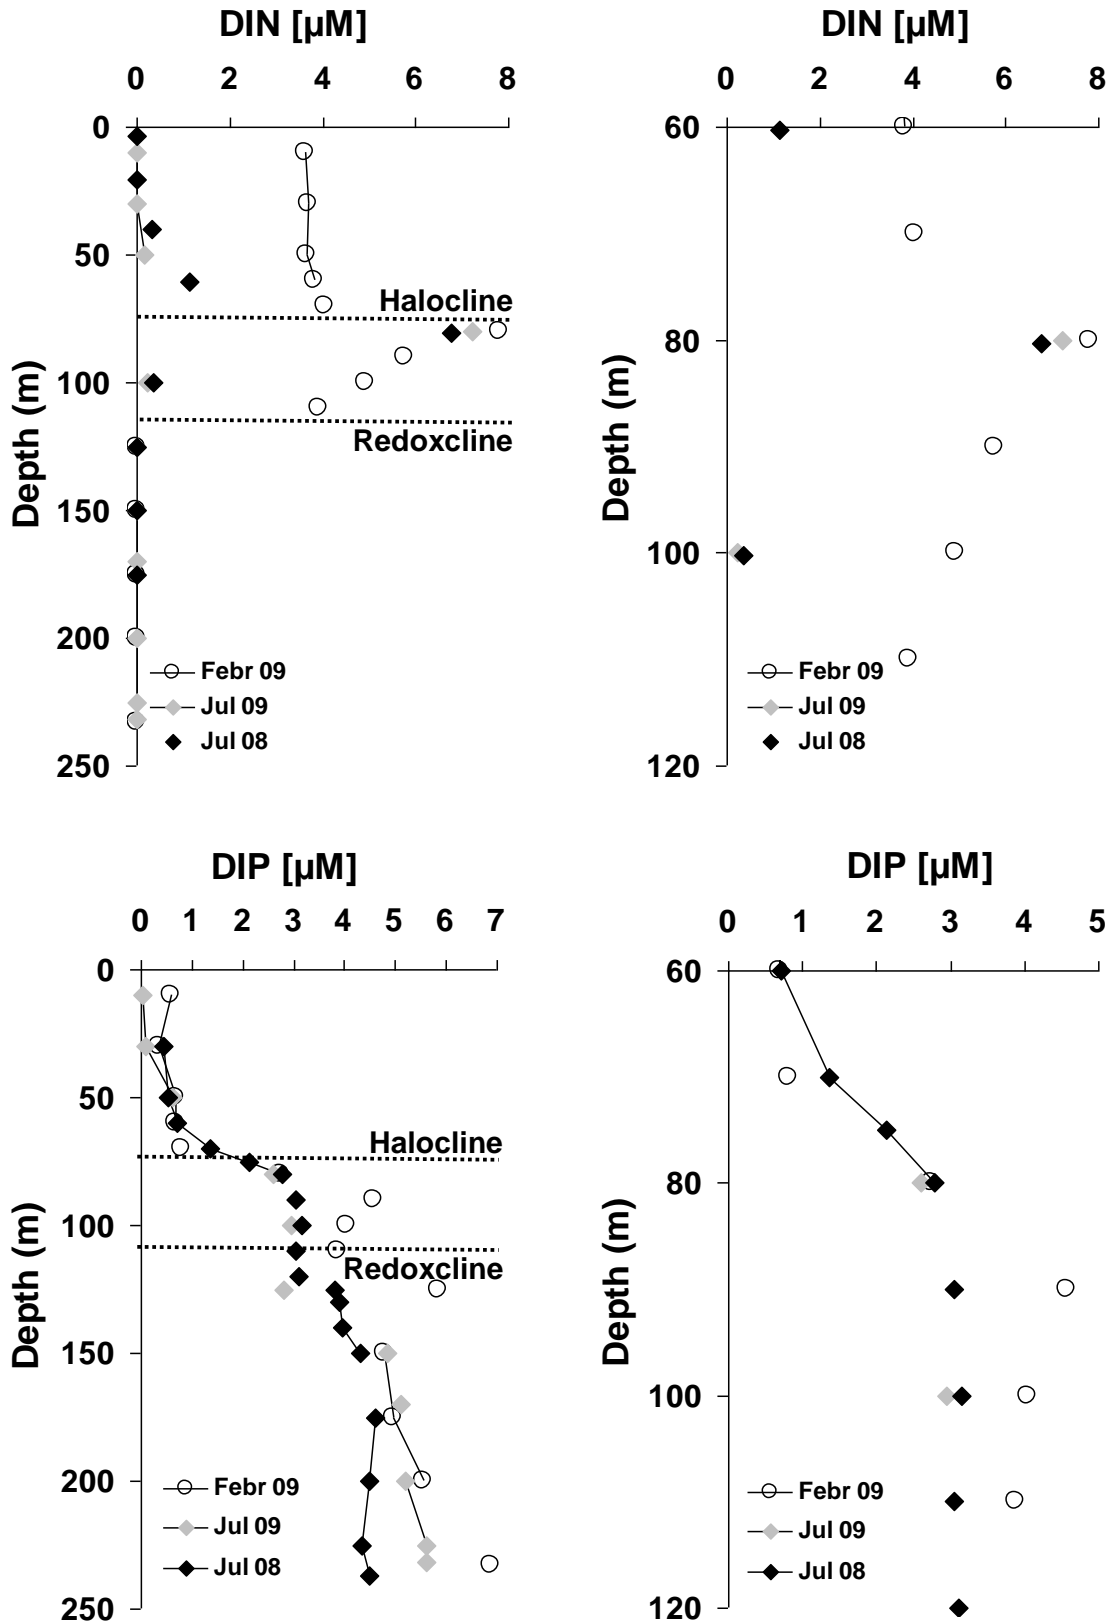 DIN [µM]
0 2 4 6 8
0
50
100
150
200
250
Depth (m)
Halocline
Redoxcline
Febr 09
Jul 09
Jul 08
DIN [µM]
0 2 4 6 8
60
80
100
120
Depth (m)
Febr 09
Jul 09
Jul 08
DIP [µM]
0 1 2 3 4 5 6 7
0
50
100
150
200
250
Depth (m)
Halocline
Redoxcline
Febr 09
Jul 09
Jul 08
DIP [µM]
0 1 2 3 4 5
60
80
100
120
Depth (m)
Febr 09
Jul 09
Jul 08